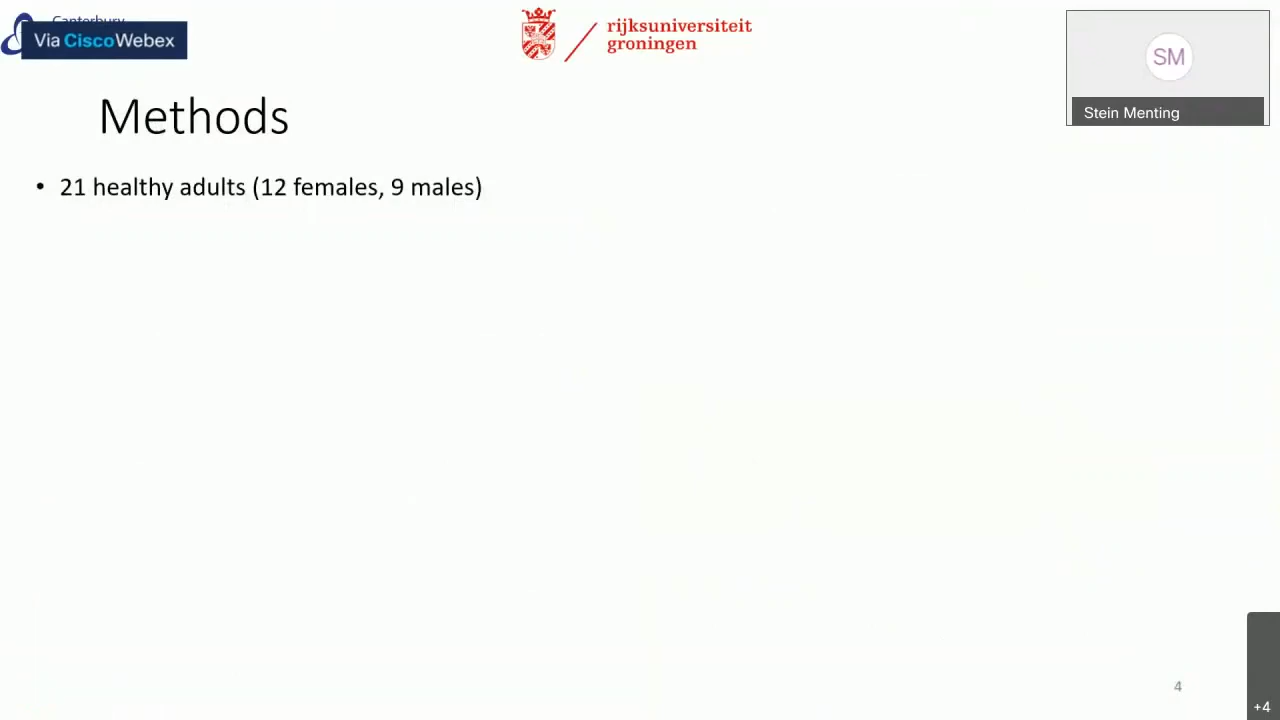 Canterbury
Via Cisco Webex
rijksuniversiteit
groningen
SM
Stein Menting
Methods
• 21 healthy adults (12 females, 9 males)
4
+4